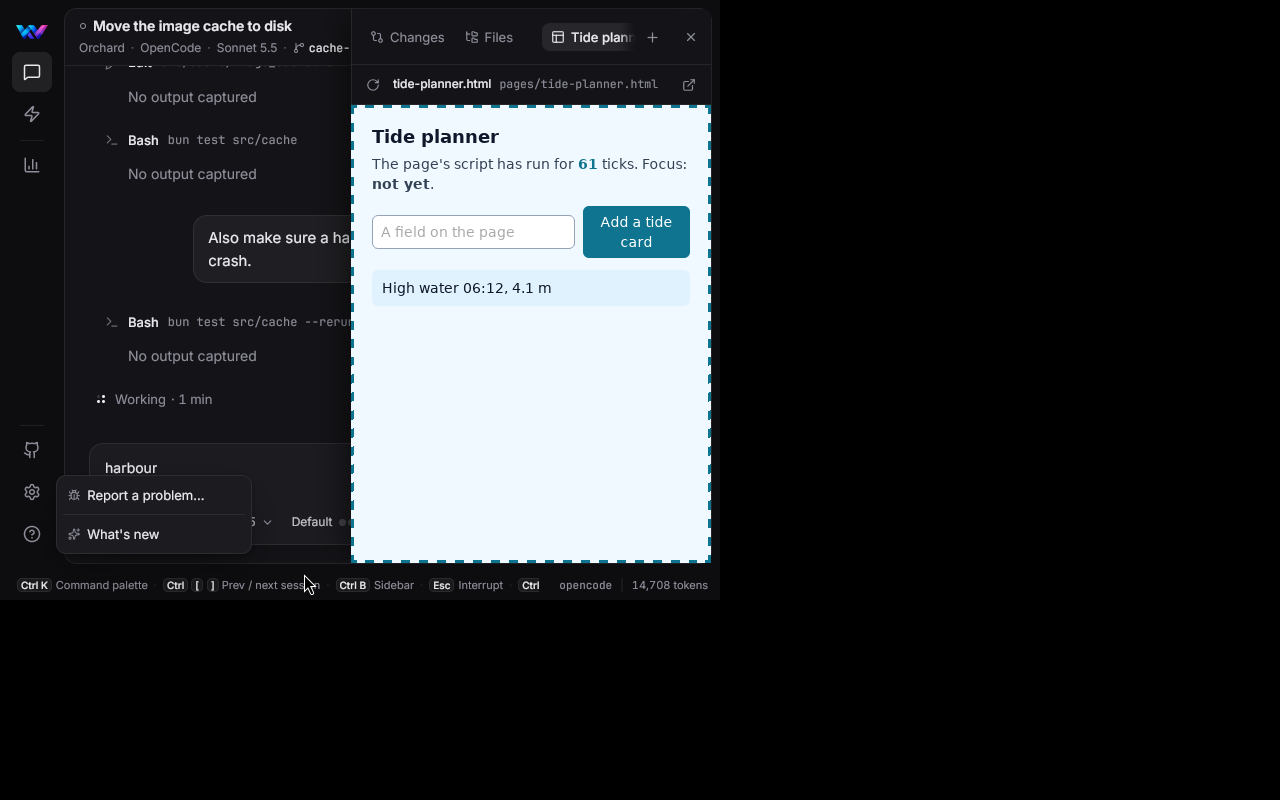 Move the image cache to disk
Orchard · OpenCode · Sonnet 5.5 · cache-
No output captured
Bash bun test src/cache
No output captured
Also make sure a ha
crash.
Bash bun test src/cache --rerun
No output captured
Working · 1 min
harbour
Default
Report a problem...
What's new
Changes
Files
Tide plann
tide-planner.html pages/tide-planner.html
Tide planner
The page's script has run for 61 ticks. Focus:
not yet.
A field on the page
Add a tide
card
High water 06:12, 4.1 m
Ctrl K Command palette · Ctrl [ ] Prev / next session · Ctrl B Sidebar · Esc Interrupt · Ctrl
opencode
14,708 tokens